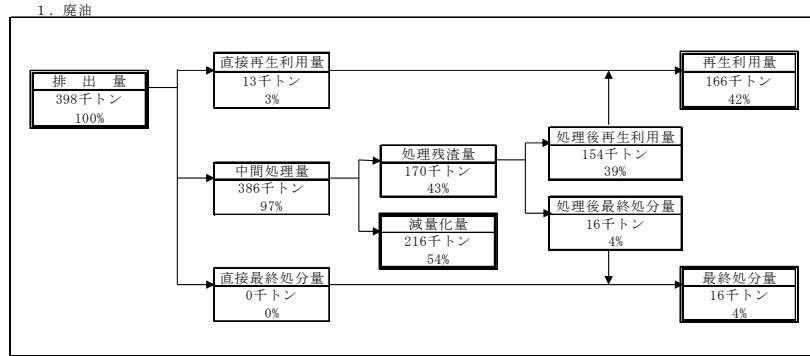 1．廃油
排 出 量
398千トン
100%
直接再生利用量
13千トン
3%
再生利用量
166千トン
42%
中間処理量
386千トン
97%
処理残渣量
170千トン
43%
処理後再生利用量
154千トン
39%
減量化量
216千トン
54%
処理後最終処分量
16千トン
4%
直接最終処分量
0千トン
0%
最終処分量
16千トン
4%